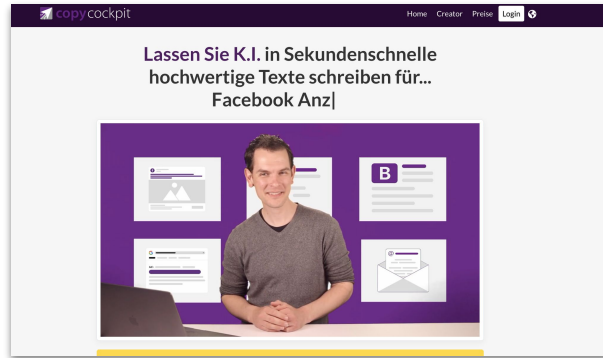 copycockpit
Home Creator Preise Login
Lassen Sie K.I. in Sekundenschnelle
hochwertige Texte schreiben für...
Facebook Anz|
B